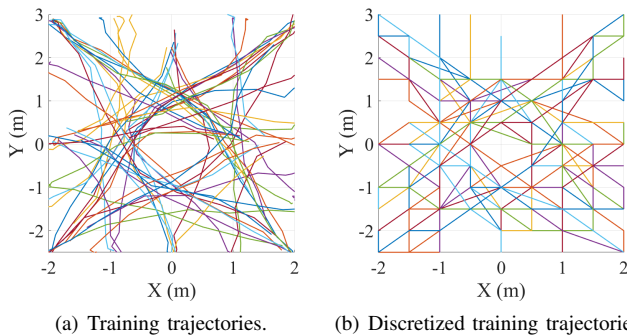 3
2
1
0
-1
-2
Y (m)
-2 -1 0 1 2
X (m)
(a) Training trajectories.
3
2
1
0
-1
-2
Y (m)
-2 -1 0 1 2
X (m)
(b) Discretized training trajectorie